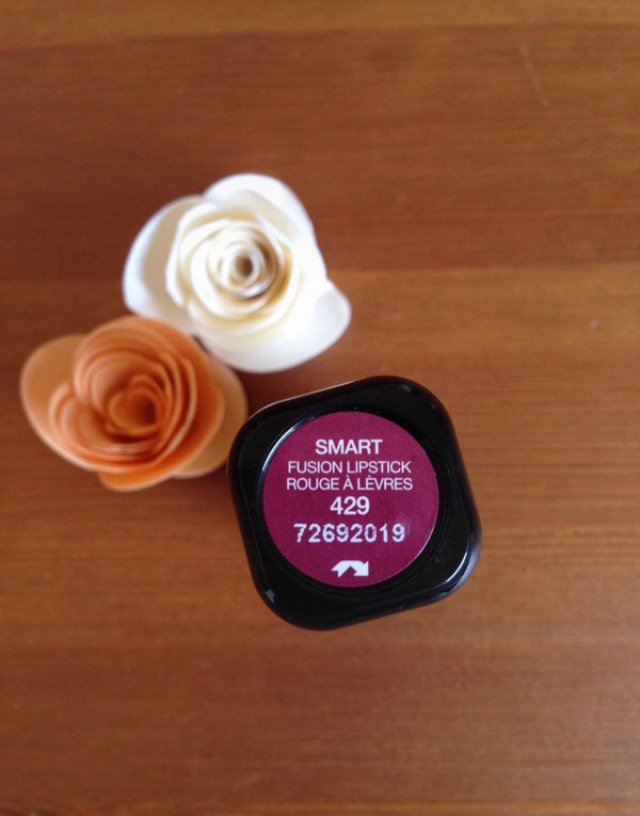 SMART
FUSION LIPSTICK
ROUGE À LÈVRES
429
72692019